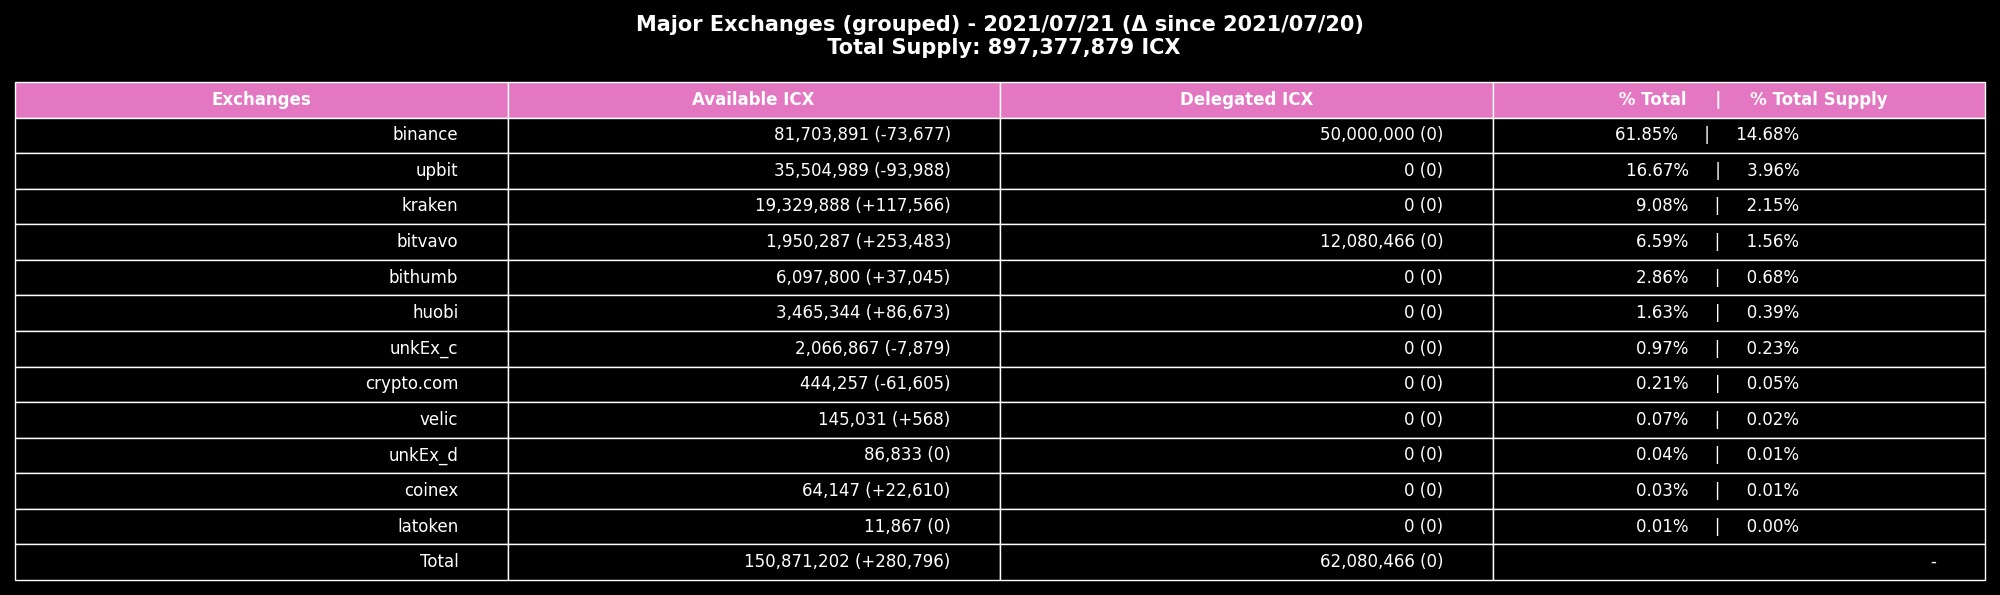 Major Exchanges (grouped) - 2021/07/21 (Δ since 2021/07/20)
Total Supply: 897,377,879 ICX
Exchanges Available ICX Delegated ICX % Total | % Total Supply
binance 81,703,891 (-73,677) 50,000,000 (0) 61.85% | 14.68%
upbit 35,504,989 (-93,988) 0 (0) 16.67% | 3.96%
kraken 19,329,888 (+117,566) 0 (0) 9.08% | 2.15%
bitvavo 1,950,287 (+253,483) 12,080,466 (0) 6.59% | 1.56%
bithumb 6,097,800 (+37,045) 0 (0) 2.86% | 0.68%
huobi 3,465,344 (+86,673) 0 (0) 1.63% | 0.39%
unkEx_c 2,066,867 (-7,879) 0 (0) 0.97% | 0.23%
crypto.com 444,257 (-61,605) 0 (0) 0.21% | 0.05%
velic 145,031 (+568) 0 (0) 0.07% | 0.02%
unkEx_d 86,833 (0) 0 (0) 0.04% | 0.01%
coinex 64,147 (+22,610) 0 (0) 0.03% | 0.01%
latoken 11,867 (0) 0 (0) 0.01% | 0.00%
Total 150,871,202 (+280,796) 62,080,466 (0) -